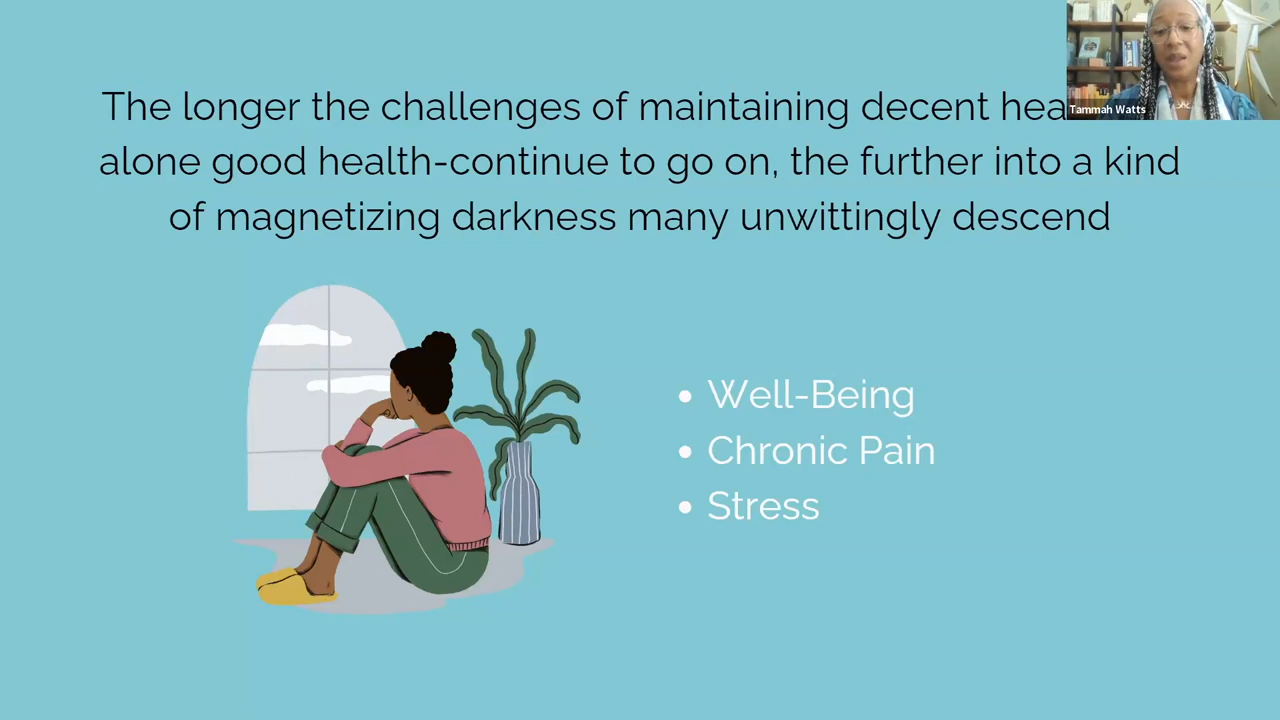 The longer the challenges of maintaining decent hea
Tammah Watts
alone good health-continue to go on, the further into a kind
of magnetizing darkness many unwittingly descend
• Well-Being
• Chronic Pain
• Stress